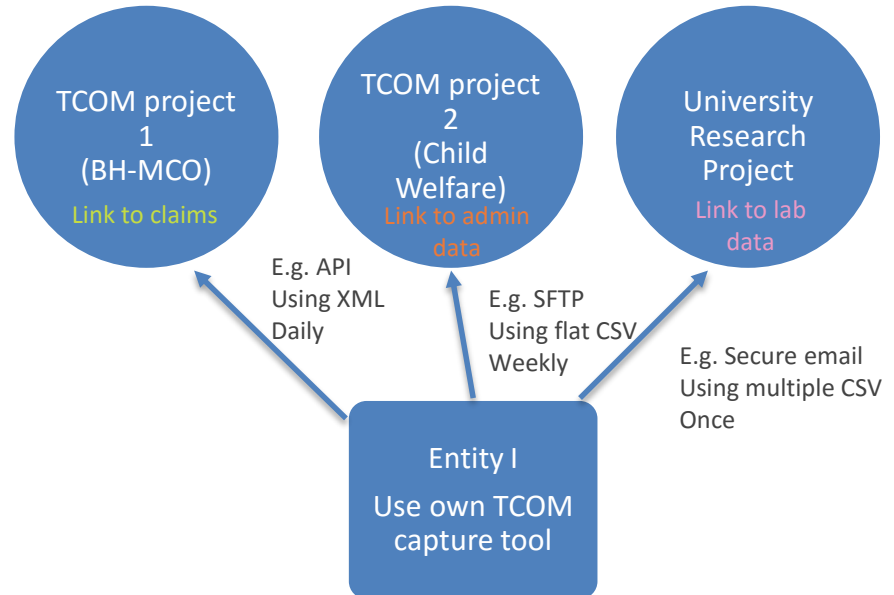 TCOM project
1
(BH-MCO)
Link to claims
TCOM project
2
(Child
Welfare)
Link to admin
data
University
Research
Project
Link to lab
data
E.g. API
Using XML
Daily
E.g. SFTP
Using flat CSV
Weekly
E.g. Secure email
Using multiple CSV
Once
Entity I
Use own TCOM
capture tool